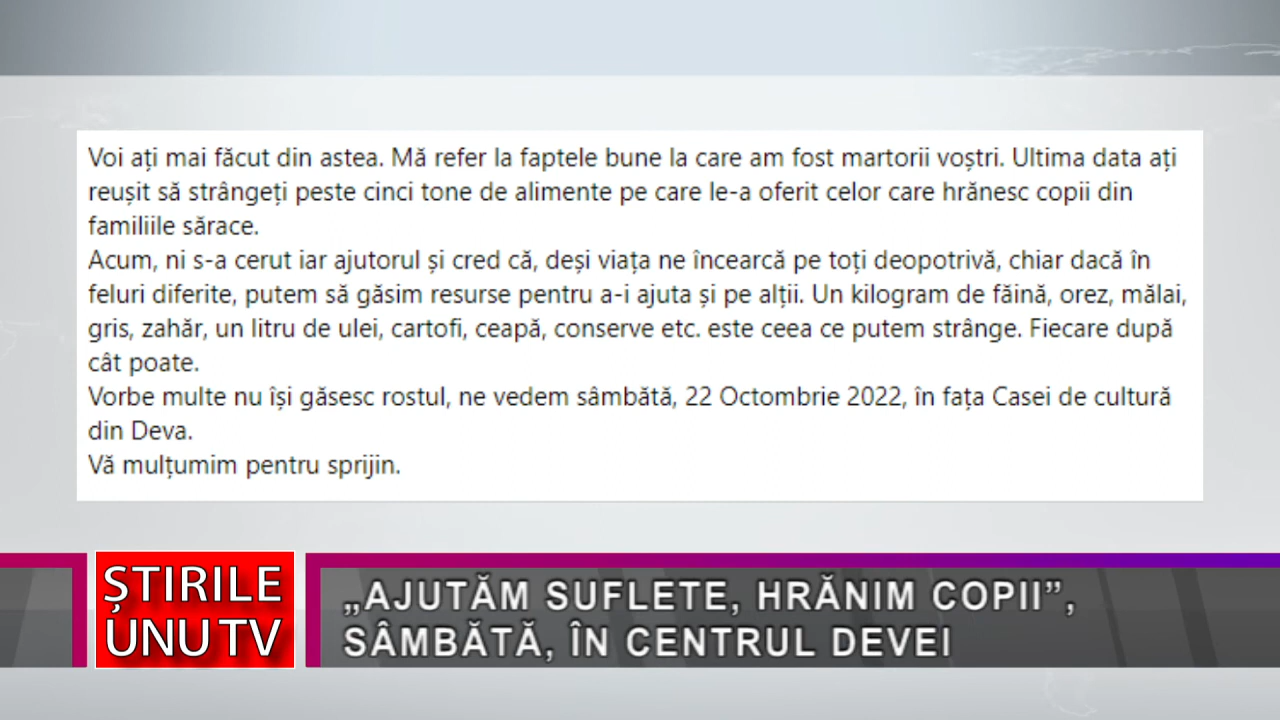 Voi ați mai făcut din astea. Mă refer la faptele bune la care am fost martorii voștri. Ultima data ați
reușit să strângeți peste cinci tone de alimente pe care le-a oferit celor care hrănesc copii din
familiile sărace.
Acum, ni s-a cerut iar ajutorul și cred că, deși viața ne încearcă pe toți deopotrivă, chiar dacă în
feluri diferite, putem să găsim resurse pentru a-i ajuta și pe alții. Un kilogram de făină, orez, mălai,
gris, zahăr, un litru de ulei, cartofi, ceapă, conserve etc. este ceea ce putem strânge. Fiecare după
cât poate.
Vorbe multe nu își găsesc rostul, ne vedem sâmbătă, 22 Octombrie 2022, în fața Casei de cultură
din Deva.
Vă mulțumim pentru sprijin.
ȘTIRILE
UNU TV
„AJUTĂM SUFLETE, HRĂNIM COPII”,
SÂMBĂTĂ, ÎN CENTRUL DEVEI